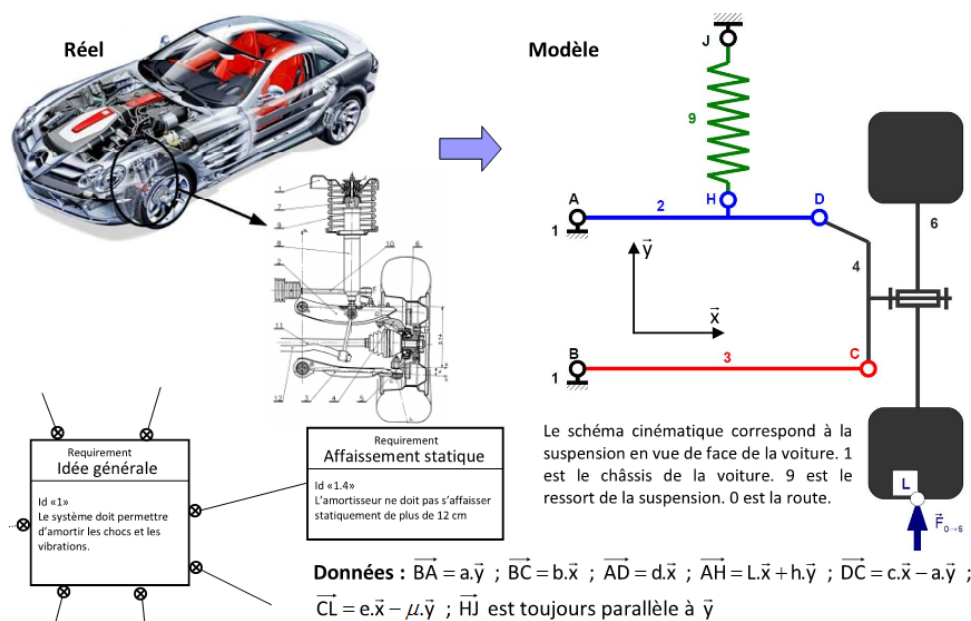 Réel
Modèle
J
9
A
H
D
2
1
6
y
4
x
B
C
3
1
Le schéma cinématique correspond à la
suspension en vue de face de la voiture. 1
est le châsis de la voiture. 9 est le
ressort de la suspension. 0 est la route.
L
F 0→6
Requirement
Idée générale
Id «1»
Le système doit permettre
d'amortir les chocs et les
vibrations.
Requirement
Affaissement statique
Id «1.4»
L'amortisseur ne doit pas s'affaisser
statiquement de plus de 12 cm
Données : BA = a.y ; BC = b.x ; AD = d.x ; AH = L.x + h.y ; DC = c.x – a.y ;
CL = e.x – μ.y ; HJ est toujours parallèle à y